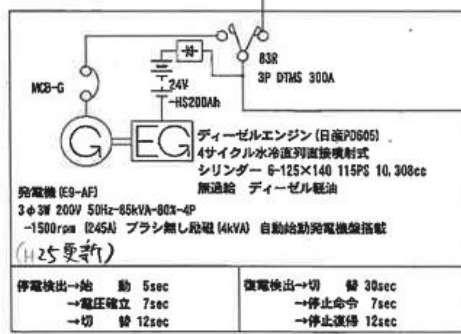 83R
3P DTMS 300A
MCB-G
24V
-HS200Ah
G
EG
ディーゼルエンジン(日産PD605)
4サイクル水冷直列直接噴射式
シリンダー 6-125×140 115PS 10,308cc
無過給 ディーゼル軽油
発電機(E9-AF)
3φ3W 200V 50Hz-85kVA-80%-4P
-1500rpm (245A) ブラシ無し励磁(4kVA) 自動始動発電機盤搭載
(H25更新)
停電検出→始 動 5sec
→電圧確立 7sec
→切 替 12sec
復電検出→切 替 30sec
→停止命令 7sec
→停止復帰 12sec